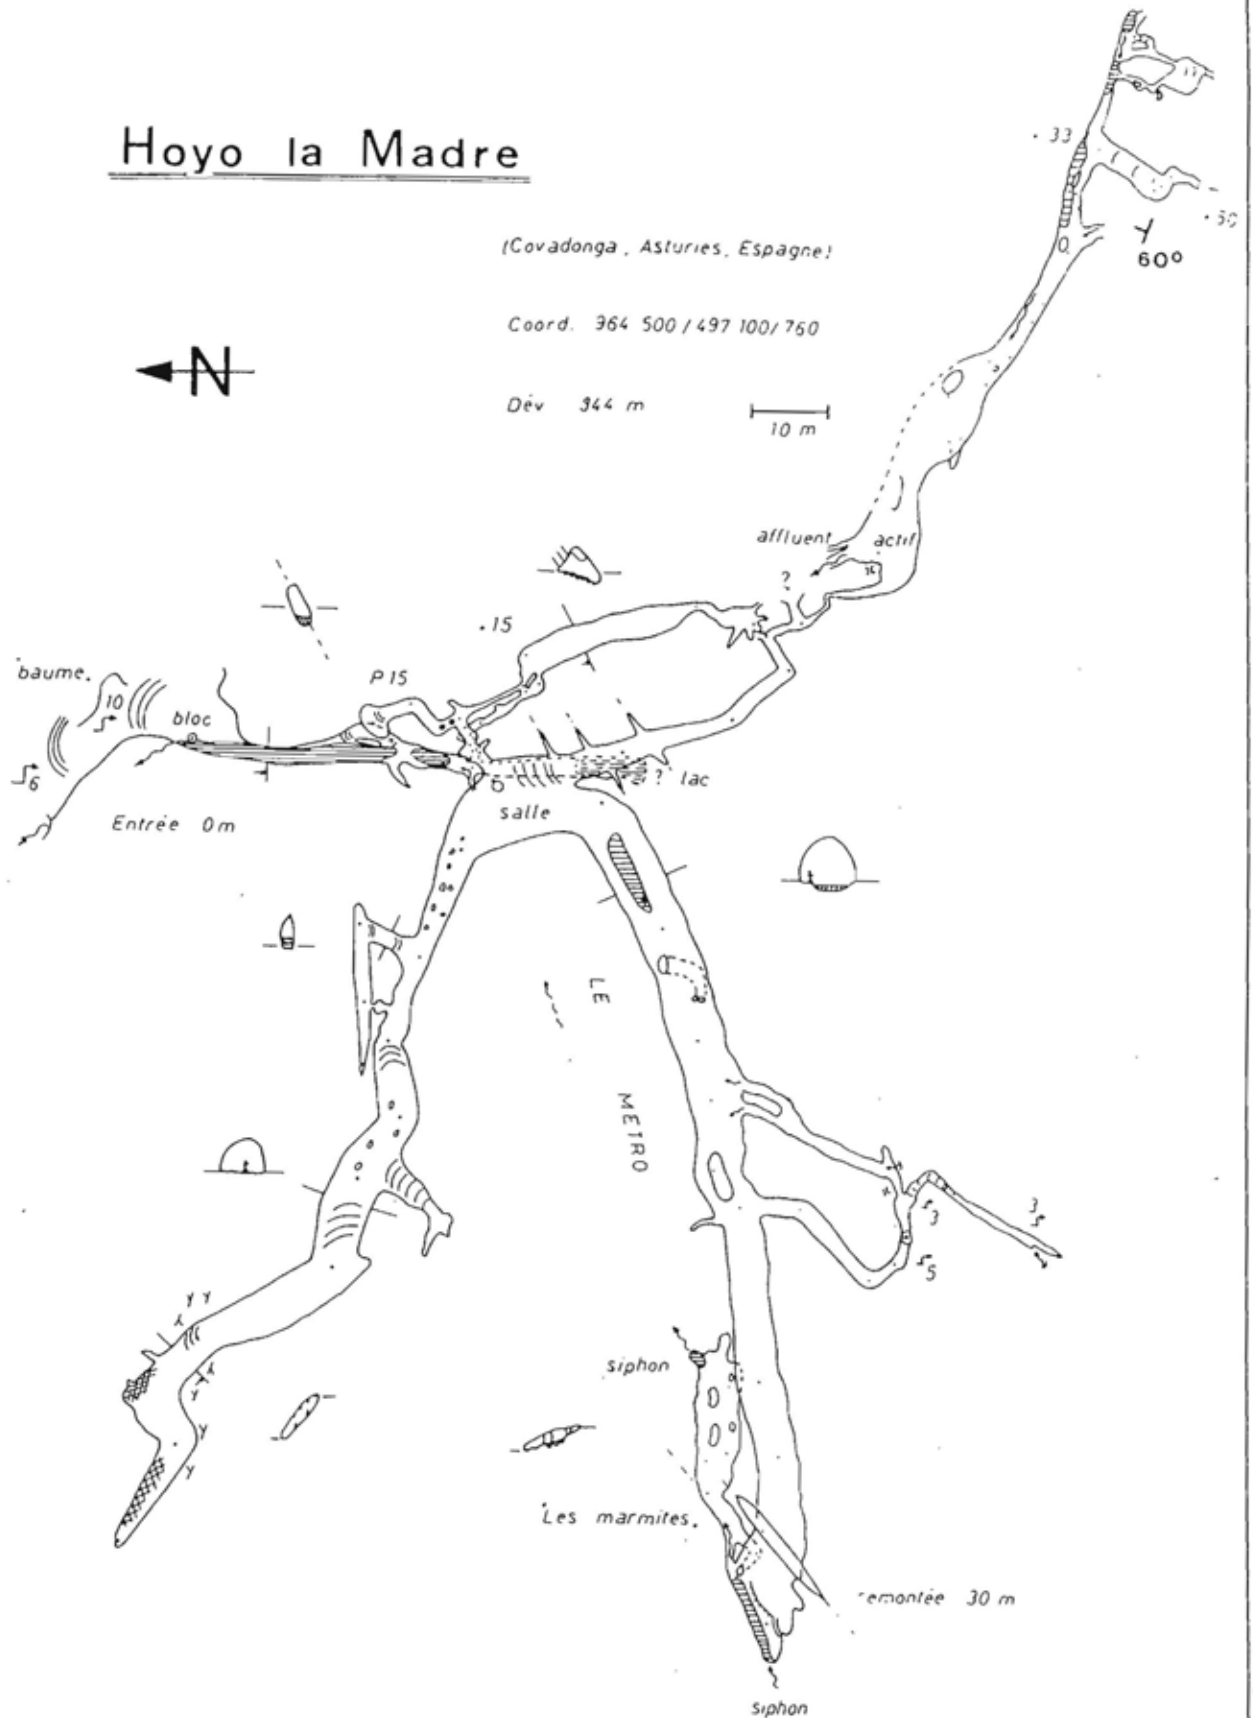 Hoyo la Madre
. 33
. 50
60°
(Covadonga, Asturies, Espagne)
Coord. 364 500 / 497 100 / 760
N
Dév 944 m
10 m
affluent actif
?
. 15
baume.
P 15
10
bloc
6
? lac
salle
Entrée 0m
LE
METRO
3
3
5
siphon
Les marmites.
remontée 30 m
siphon